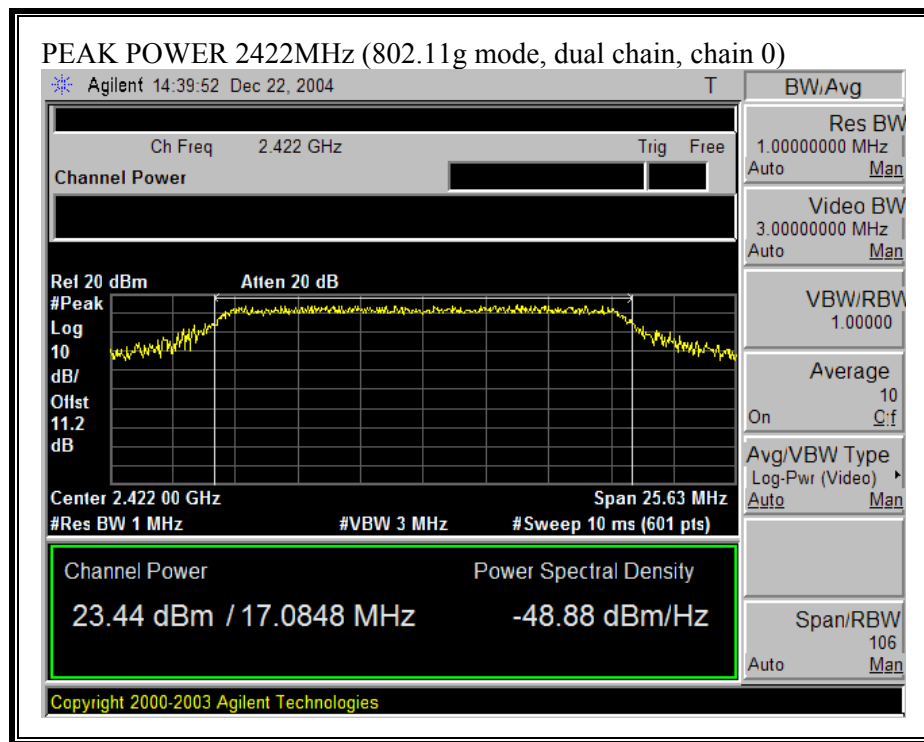 PEAK POWER 2422MHz (802.11g mode, dual chain, chain 0)
Agilent 14:39:52 Dec 22, 2004 T
BW/Avg
Ch Freq 2.422 GHz Trig Free
Channel Power
Res BW
1.00000000 MHz
Auto Man
Video BW
3.00000000 MHz
Auto Man
Ref 20 dBm Atten 20 dB
#Peak
Log
10
dB/
Offst
11.2
dB
VBW/RBW
1.00000
Average
10
On Off
Avg/VBW Type
Log-Pwr (Video)
Auto Man
Center 2.422 00 GHz Span 25.63 MHz
#Res BW 1 MHz #VBW 3 MHz #Sweep 10 ms (601 pts)
Channel Power Power Spectral Density
23.44 dBm / 17.0848 MHz -48.88 dBm/Hz
Span/RBW
106
Auto Man
Copyright 2000-2003 Agilent Technologies